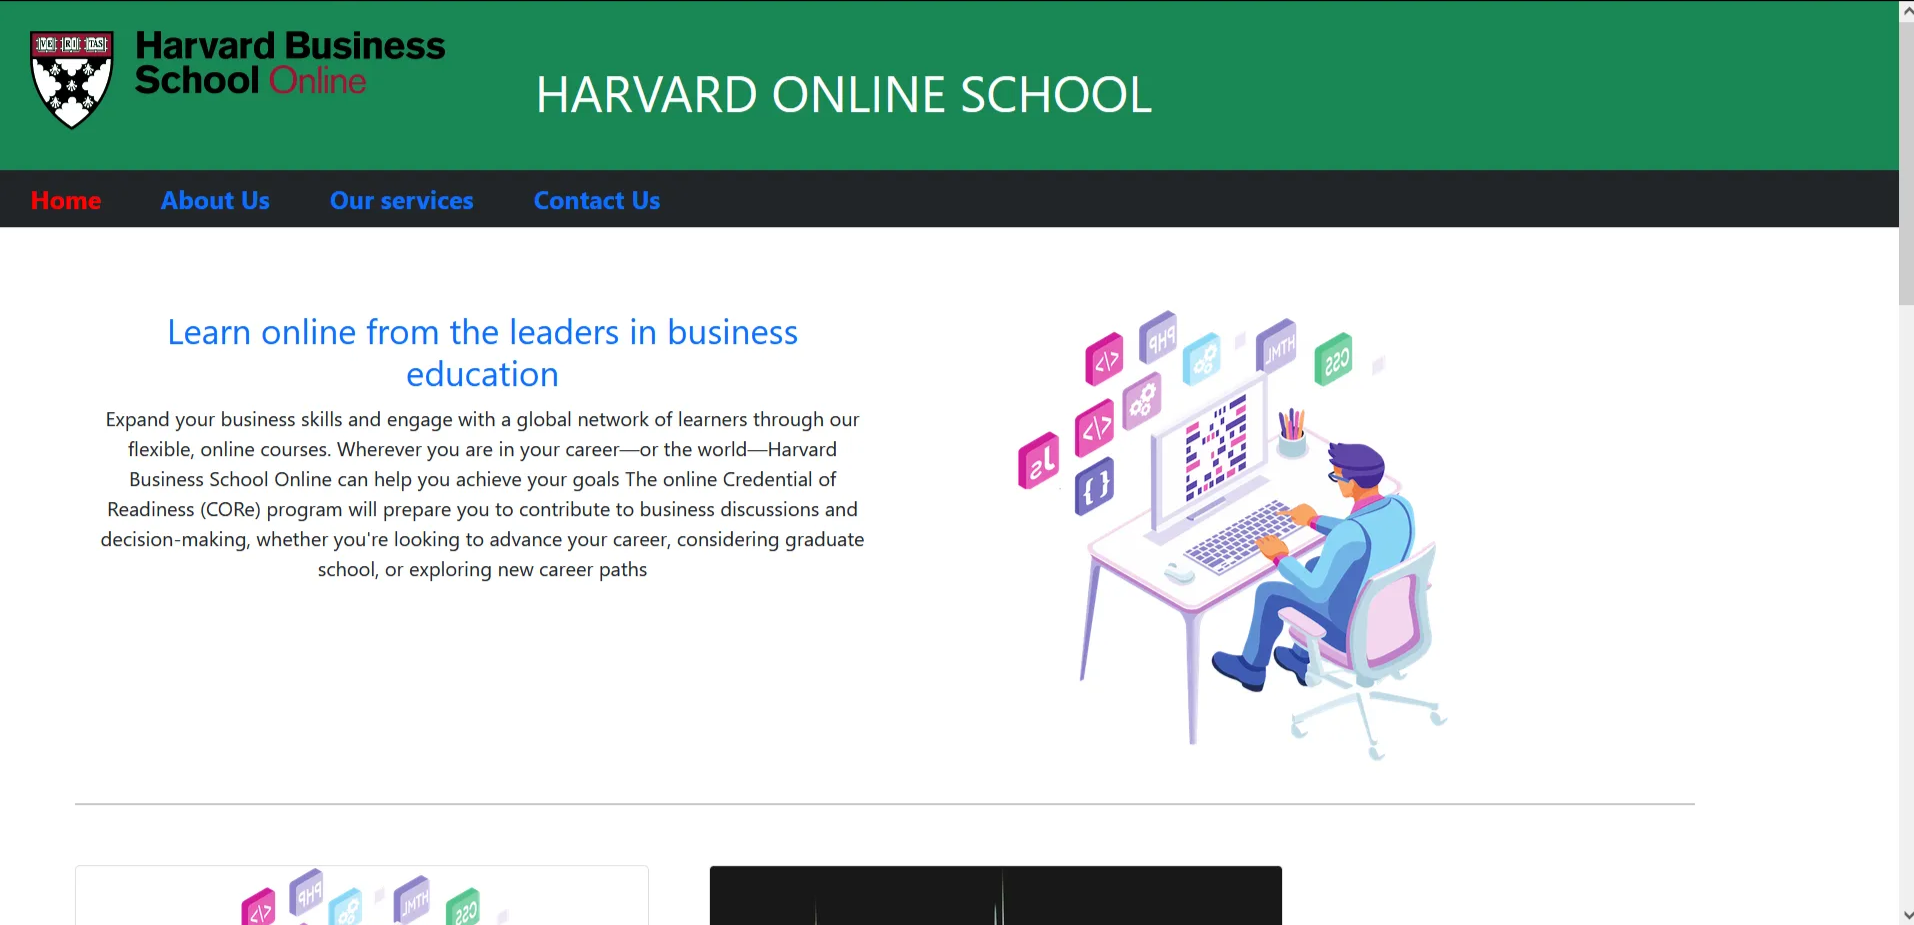 VE RI TAS
Harvard Business
School Online
HARVARD ONLINE SCHOOL
Home About Us Our services Contact Us
Learn online from the leaders in business
education
Expand your business skills and engage with a global network of learners through our
flexible, online courses. Wherever you are in your career—or the world—Harvard
Business School Online can help you achieve your goals The online Credential of
Readiness (CORe) program will prepare you to contribute to business discussions and
decision-making, whether you're looking to advance your career, considering graduate
school, or exploring new career paths
</> PHP HTML CSS
</>
JS
{ }
</> PHP HTML CSS